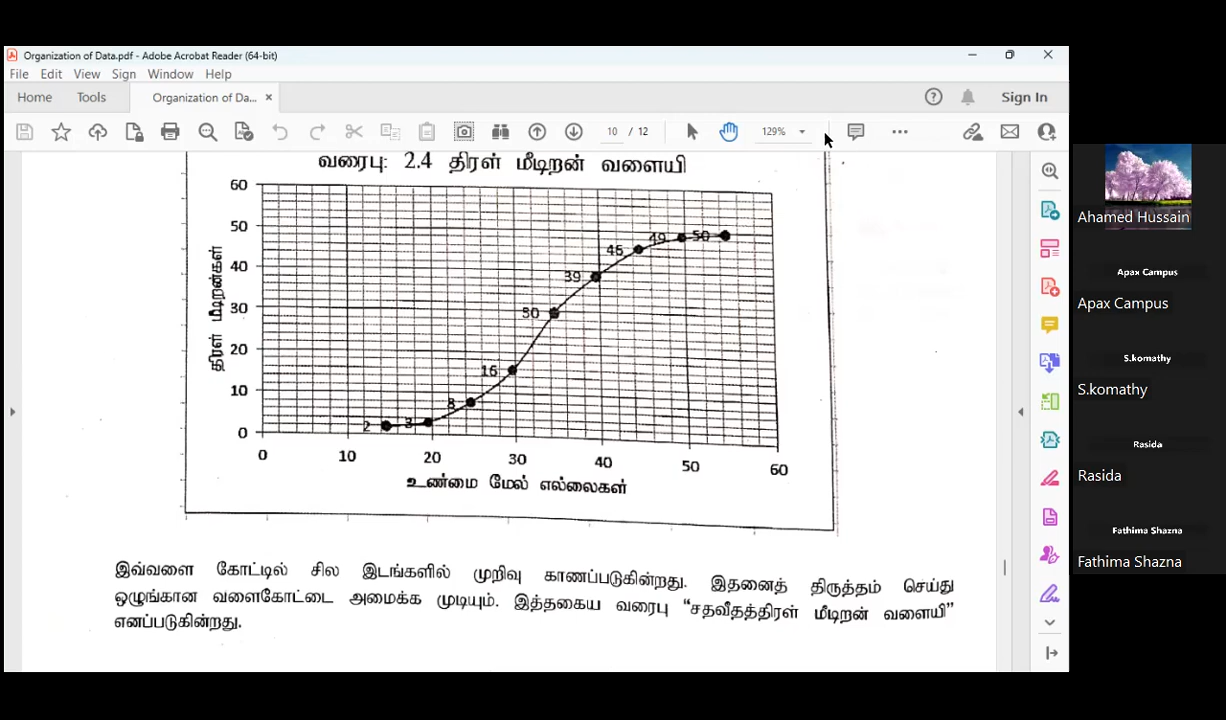 Organization of Data.pdf - Adobe Acrobat Reader (64-bit)
File Edit View Sign Window Help
Home Tools Organization of Da... × Sign In
10 / 12 129%
வரைபு: 2.4 திரள் மீடிறன் வளையி
60
50
40
30
20
10
0
திரள் மீடிறன்கள்
2
3
8
16
30
39
45
49
50
0 10 20 30 40 50 60
உண்மை மேல் எல்லைகள்
இவ்வளை கோட்டில் சில இடங்களில் முறிவு காணப்படுகின்றது. இதனைத் திருத்தம் செய்து
ஒழுங்கான வளைகோட்டை அமைக்க முடியும். இத்தகைய வரைபு “சதவீதத்திரள் மீடிறன் வளையி”
எனப்படுகின்றது.
Ahamed Hussain
Apax Campus
Apax Campus
S.komathy
S.komathy
Rasida
Rasida
Fathima Shazna
Fathima Shazna